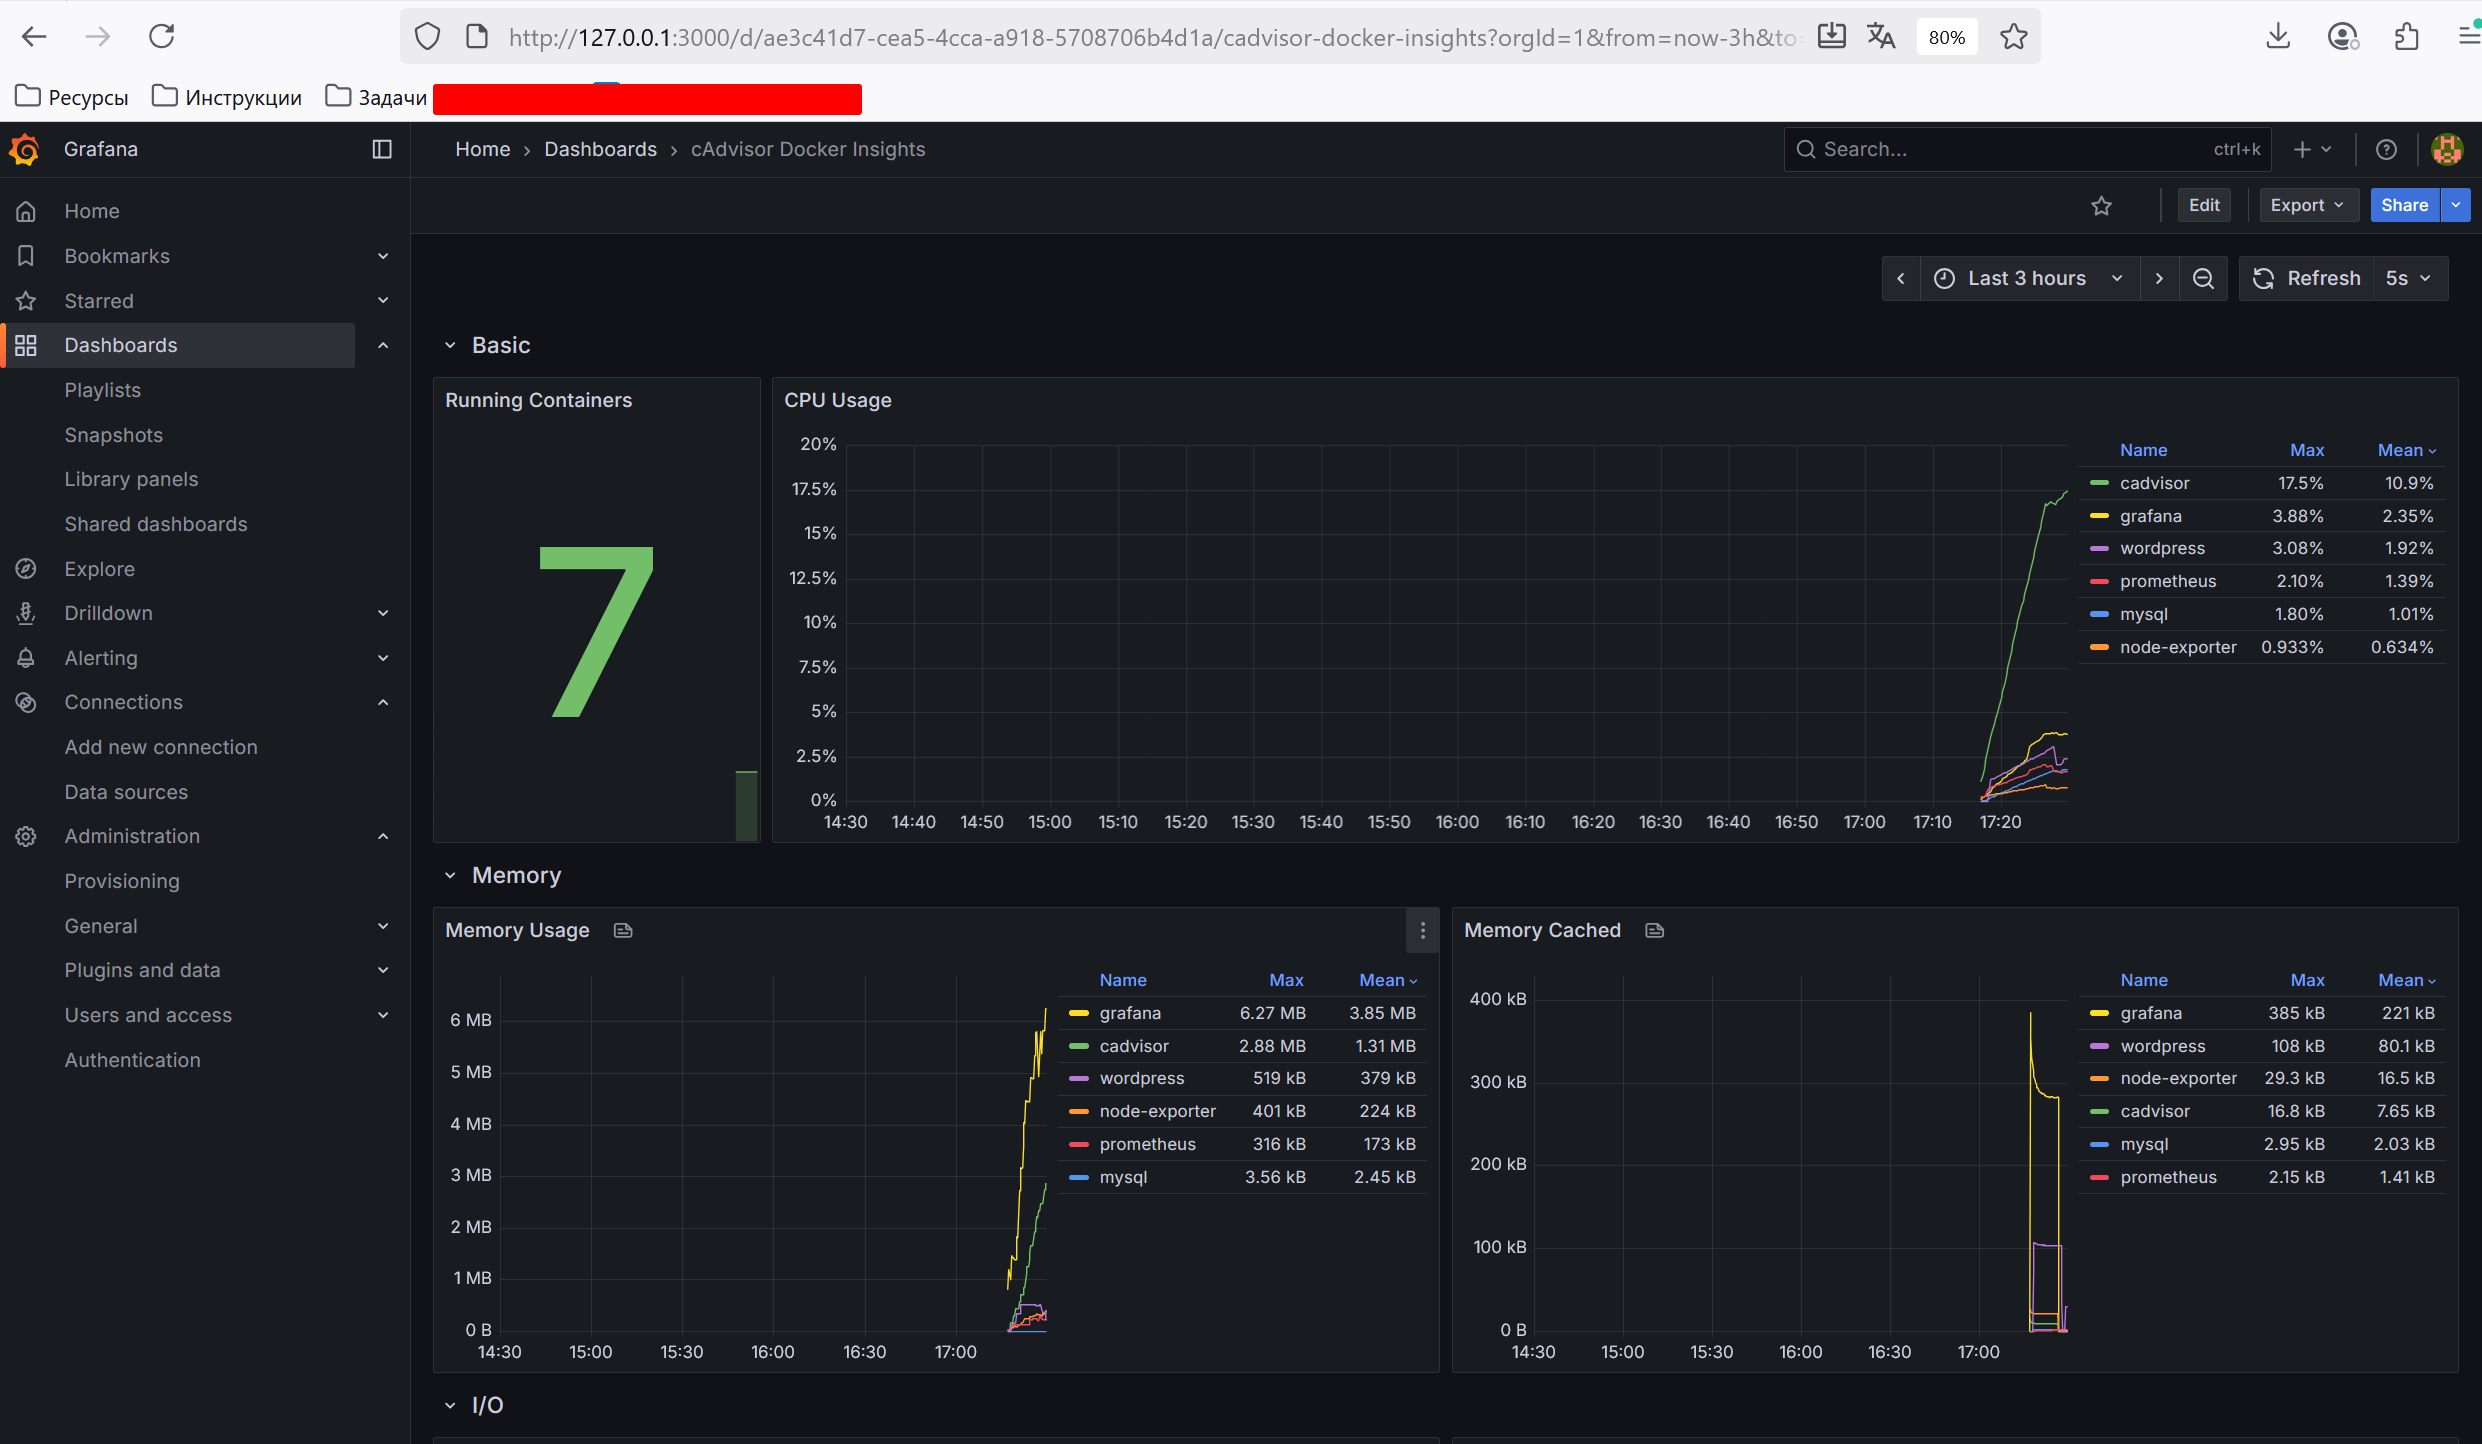 http://127.0.0.1:3000/d/ae3c41d7-cea5-4cca-a918-5708706b4d1a/cadvisor-docker-insights?orgId=1&from=now-3h&to= 80%
Ресурсы Инструкции Задачи
Grafana
Home › Dashboards › cAdvisor Docker Insights
Search... ctrl+k
Edit Export Share
Home
Bookmarks
Starred
Dashboards
Playlists
Snapshots
Library panels
Shared dashboards
Explore
Drilldown
Alerting
Connections
Add new connection
Data sources
Administration
Provisioning
General
Plugins and data
Users and access
Authentication
Last 3 hours Refresh 5s
Basic
Running Containers
7
CPU Usage
20%
17.5%
15%
12.5%
10%
7.5%
5%
2.5%
0%
14:30 14:40 14:50 15:00 15:10 15:20 15:30 15:40 15:50 16:00 16:10 16:20 16:30 16:40 16:50 17:00 17:10 17:20
Name Max Mean
cadvisor 17.5% 10.9%
grafana 3.88% 2.35%
wordpress 3.08% 1.92%
prometheus 2.10% 1.39%
mysql 1.80% 1.01%
node-exporter 0.933% 0.634%
Memory
Memory Usage
6 MB
5 MB
4 MB
3 MB
2 MB
1 MB
0 B
14:30 15:00 15:30 16:00 16:30 17:00
Name Max Mean
grafana 6.27 MB 3.85 MB
cadvisor 2.88 MB 1.31 MB
wordpress 519 kB 379 kB
node-exporter 401 kB 224 kB
prometheus 316 kB 173 kB
mysql 3.56 kB 2.45 kB
Memory Cached
400 kB
300 kB
200 kB
100 kB
0 B
14:30 15:00 15:30 16:00 16:30 17:00
Name Max Mean
grafana 385 kB 221 kB
wordpress 108 kB 80.1 kB
node-exporter 29.3 kB 16.5 kB
cadvisor 16.8 kB 7.65 kB
mysql 2.95 kB 2.03 kB
prometheus 2.15 kB 1.41 kB
I/O